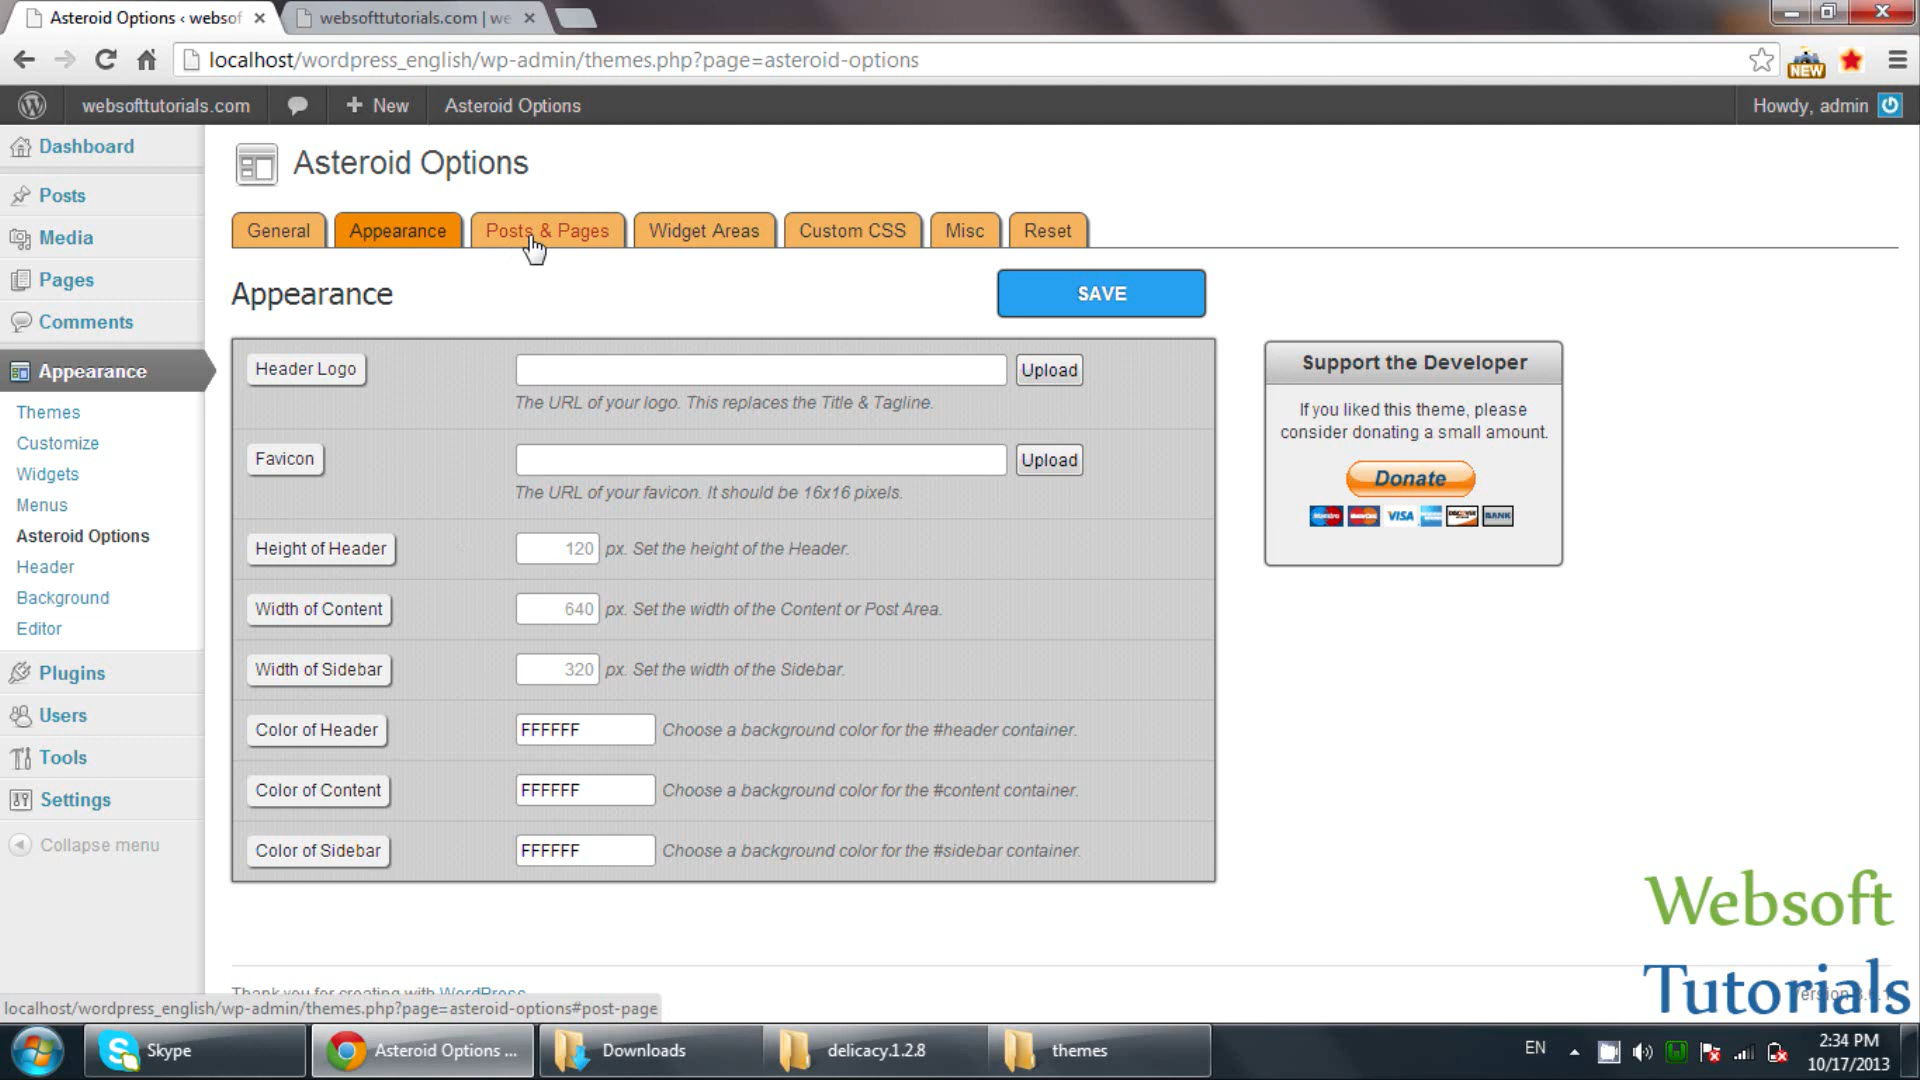 Asteroid Options ‹ websof
websofttutorials.com | we
localhost/wordpress_english/wp-admin/themes.php?page=asteroid-options
NEW
websofttutorials.com
+ New
Asteroid Options
Howdy, admin
Dashboard
Posts
Media
Pages
Comments
Appearance
Themes
Customize
Widgets
Menus
Asteroid Options
Header
Background
Editor
Plugins
Users
Tools
Settings
Collapse menu
Asteroid Options
General
Appearance
Posts & Pages
Widget Areas
Custom CSS
Misc
Reset
Appearance
SAVE
Header Logo
Upload
The URL of your logo. This replaces the Title & Tagline.
Favicon
Upload
The URL of your favicon. It should be 16x16 pixels.
Height of Header
120 px. Set the height of the Header.
Width of Content
640 px. Set the width of the Content or Post Area.
Width of Sidebar
320 px. Set the width of the Sidebar.
Color of Header
FFFFFF Choose a background color for the #header container.
Color of Content
FFFFFF Choose a background color for the #content container.
Color of Sidebar
FFFFFF Choose a background color for the #sidebar container.
Support the Developer
If you liked this theme, please
consider donating a small amount.
Donate
Maestro
MasterCard
VISA
DISCOVER
BANK
Thank you for creating with WordPress
Websoft
Tutorials
localhost/wordpress_english/wp-admin/themes.php?page=asteroid-options#post-page
Skype
Asteroid Options ...
Downloads
delicacy.1.2.8
themes
EN
2:34 PM
10/17/2013